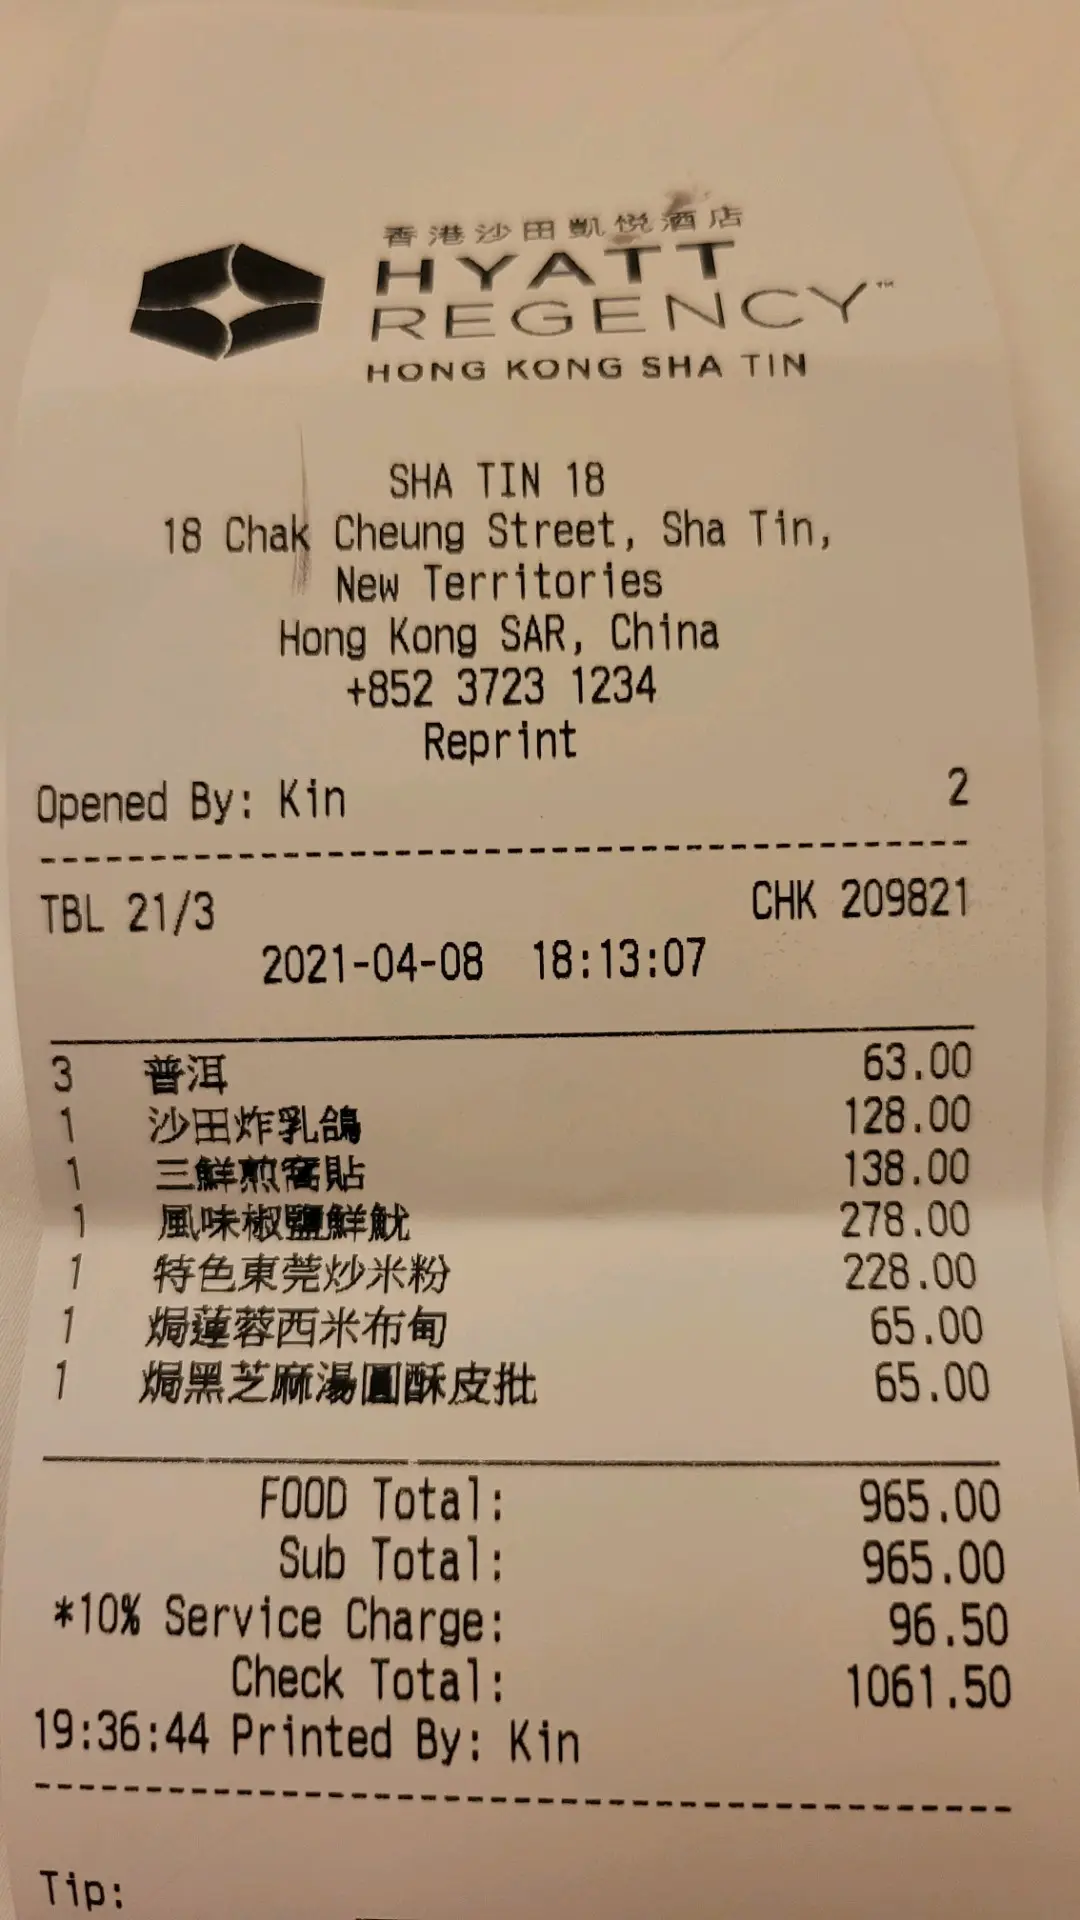 香港沙田凱悦酒店
HYATT
REGENCY™
HONG KONG SHA TIN
SHA TIN 18
18 Chak Cheung Street, Sha Tin,
New Territories
Hong Kong SAR, China
+852 3723 1234
Reprint
Opened By: Kin 2
TBL 21/3 CHK 209821
2021-04-08 18:13:07
3 普洱 63.00
1 沙田炸乳鴿 128.00
1 三鮮煎窩貼 138.00
1 風味椒鹽鮮魷 278.00
1 特色東莞炒米粉 228.00
1 焗蓮蓉西米布甸 65.00
1 焗黑芝麻湯圓酥皮批 65.00
FOOD Total: 965.00
Sub Total: 965.00
*10% Service Charge: 96.50
Check Total: 1061.50
19:36:44 Printed By: Kin
Tip: